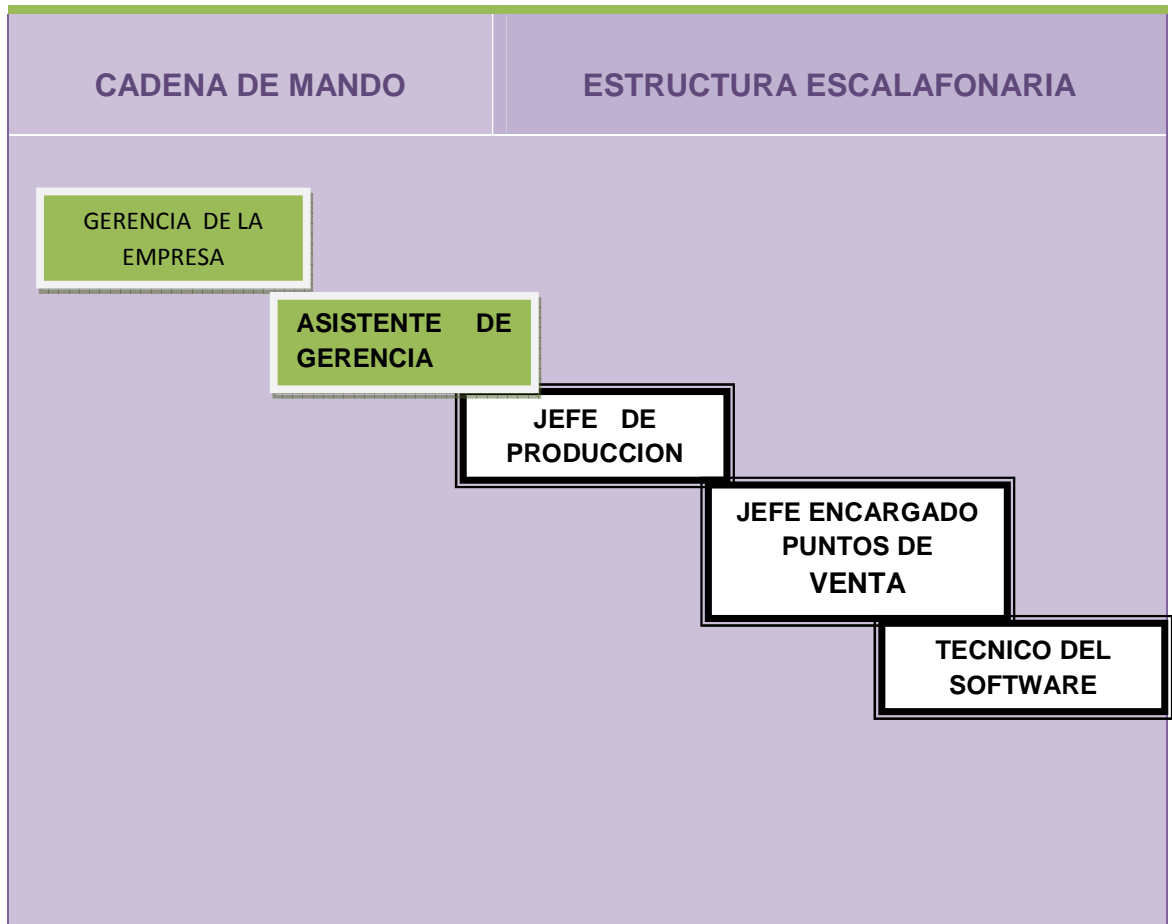 CADENA DE MANDO
ESTRUCTURA ESCALAFONARIA
GERENCIA DE LA
EMPRESA
ASISTENTE DE
GERENCIA
JEFE DE
PRODUCCION
JEFE ENCARGADO
PUNTOS DE
VENTA
TECNICO DEL
SOFTWARE